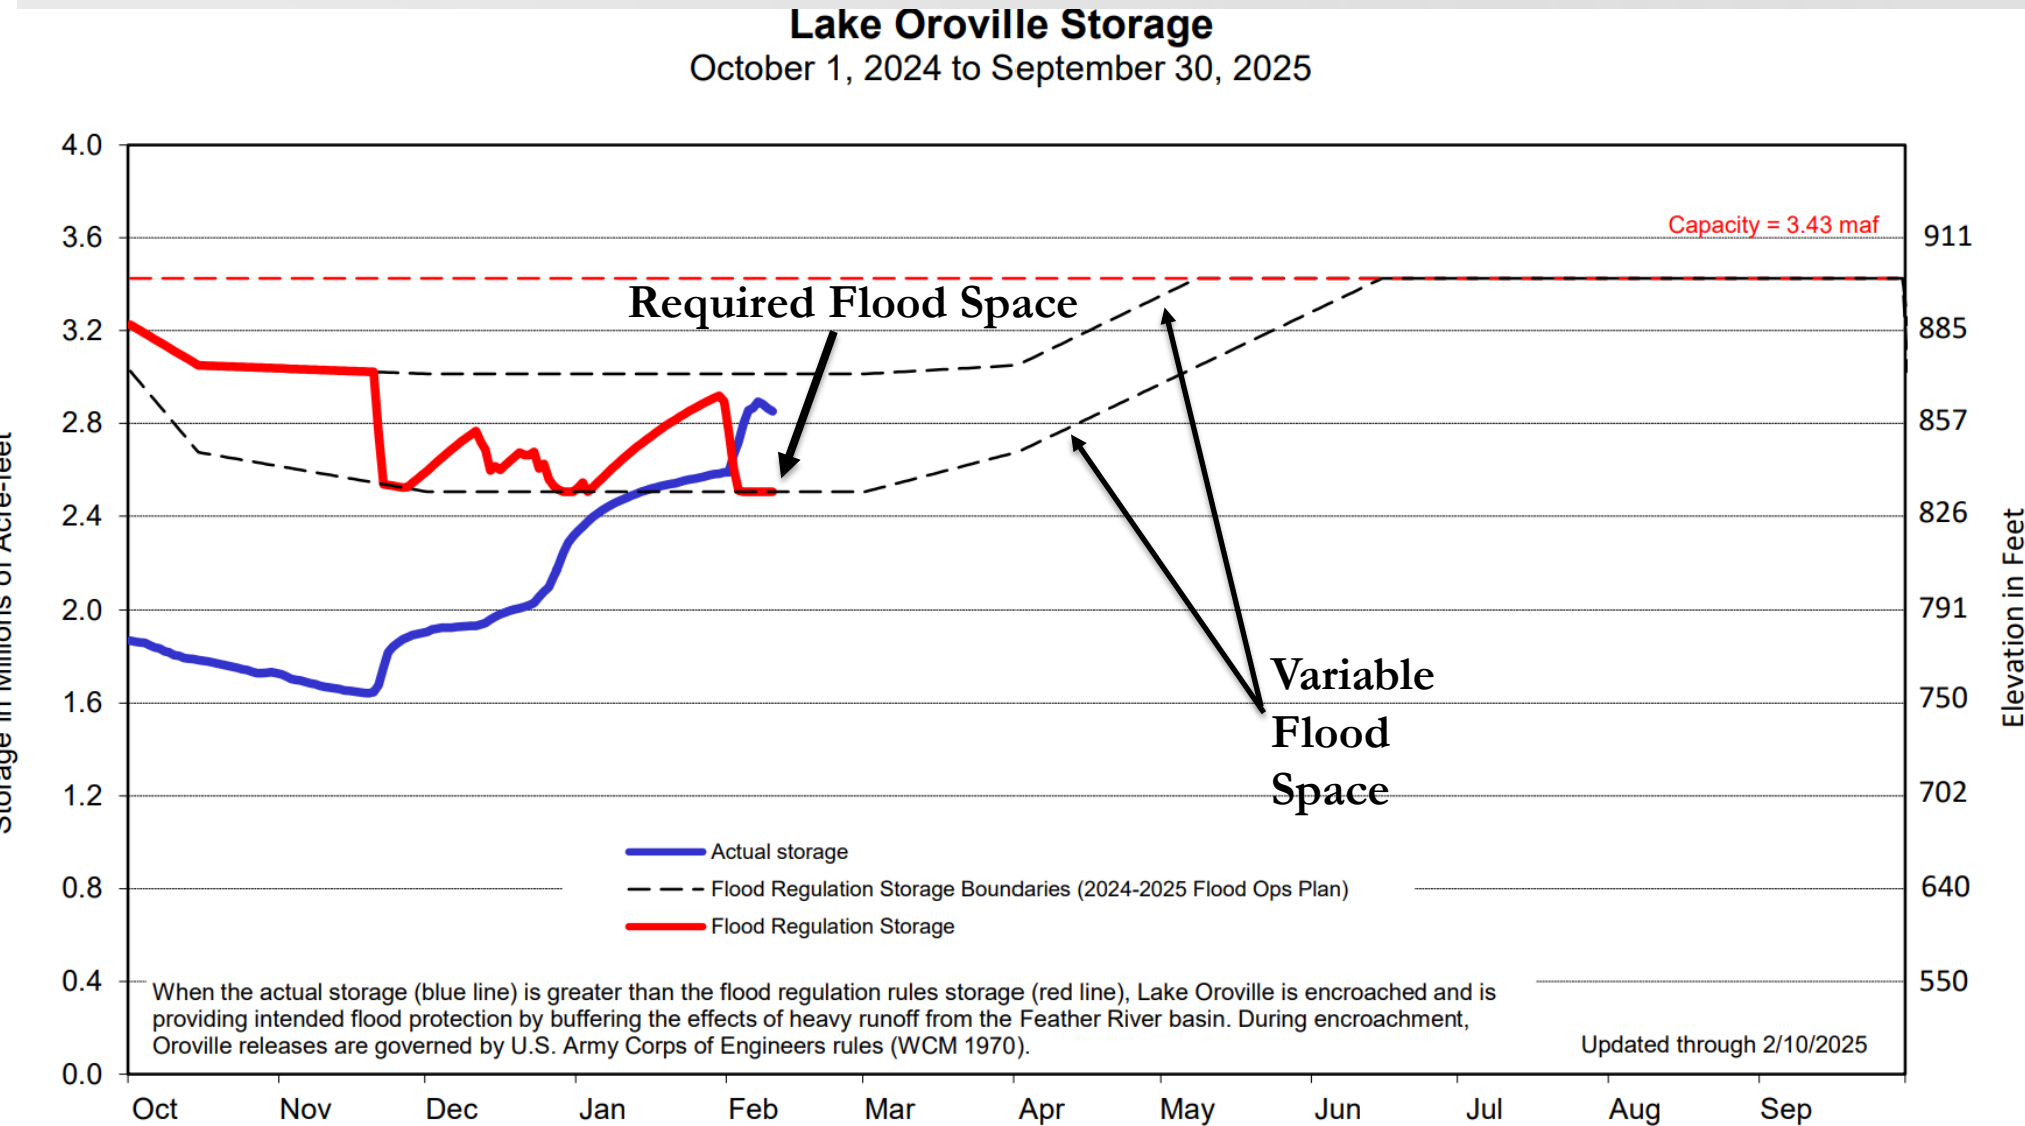 Lake Oroville Storage
October 1, 2024 to September 30, 2025
4.0
3.6
3.2
2.8
2.4
2.0
1.6
1.2
0.8
0.4
0.0
Storage in Millions of Acre-feet
Capacity = 3.43 maf
Required Flood Space
Variable
Flood
Space
911
885
857
826
791
750
702
640
550
Elevation in Feet
Actual storage
Flood Regulation Storage Boundaries (2024-2025 Flood Ops Plan)
Flood Regulation Storage
When the actual storage (blue line) is greater than the flood regulation rules storage (red line), Lake Oroville is encroached and is
providing intended flood protection by buffering the effects of heavy runoff from the Feather River basin. During encroachment,
Oroville releases are governed by U.S. Army Corps of Engineers rules (WCM 1970).
Updated through 2/10/2025
Oct Nov Dec Jan Feb Mar Apr May Jun Jul Aug Sep